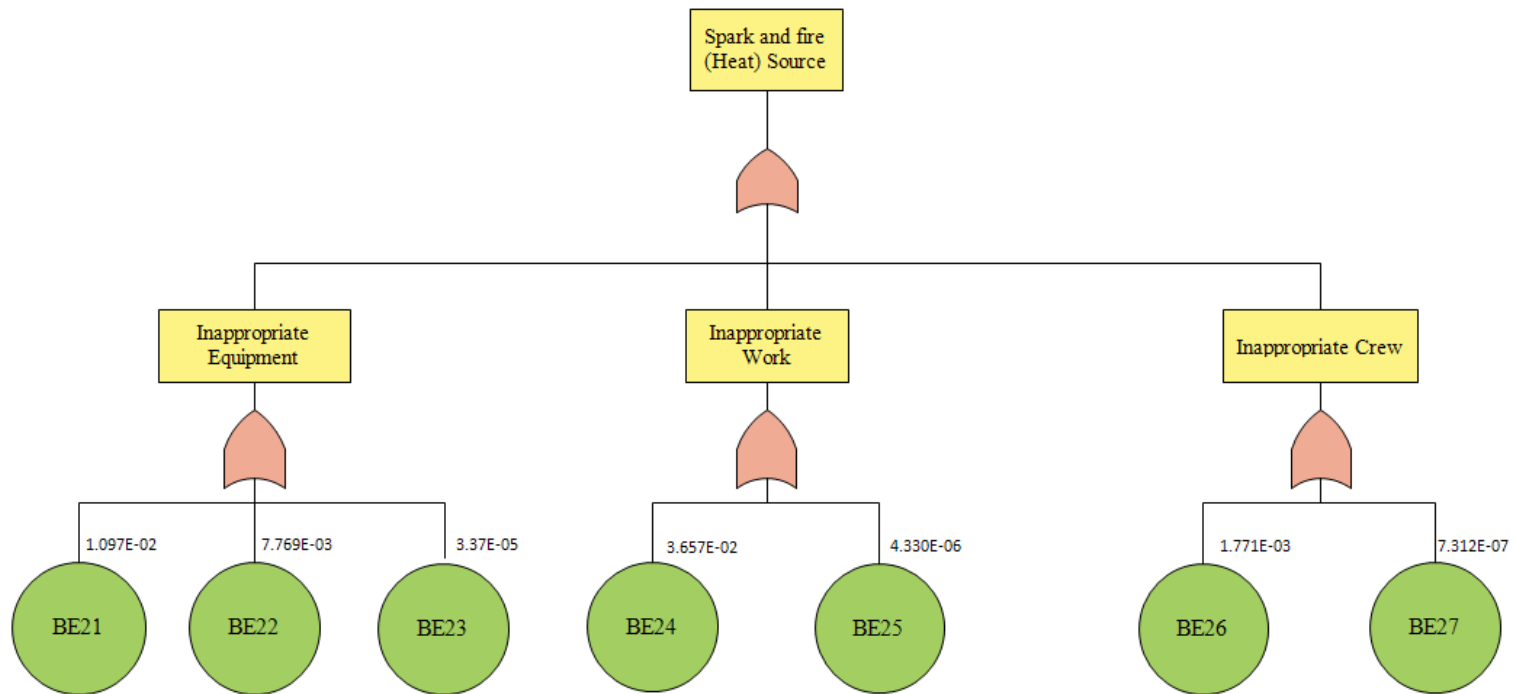 Spark and fire
(Heat) Source
Inappropriate
Equipment
Inappropriate
Work
Inappropriate Crew
1.097E-02
7.769E-03
3.37E-05
3.657E-02
4.330E-06
1.771E-03
7.312E-07
BE21
BE22
BE23
BE24
BE25
BE26
BE27